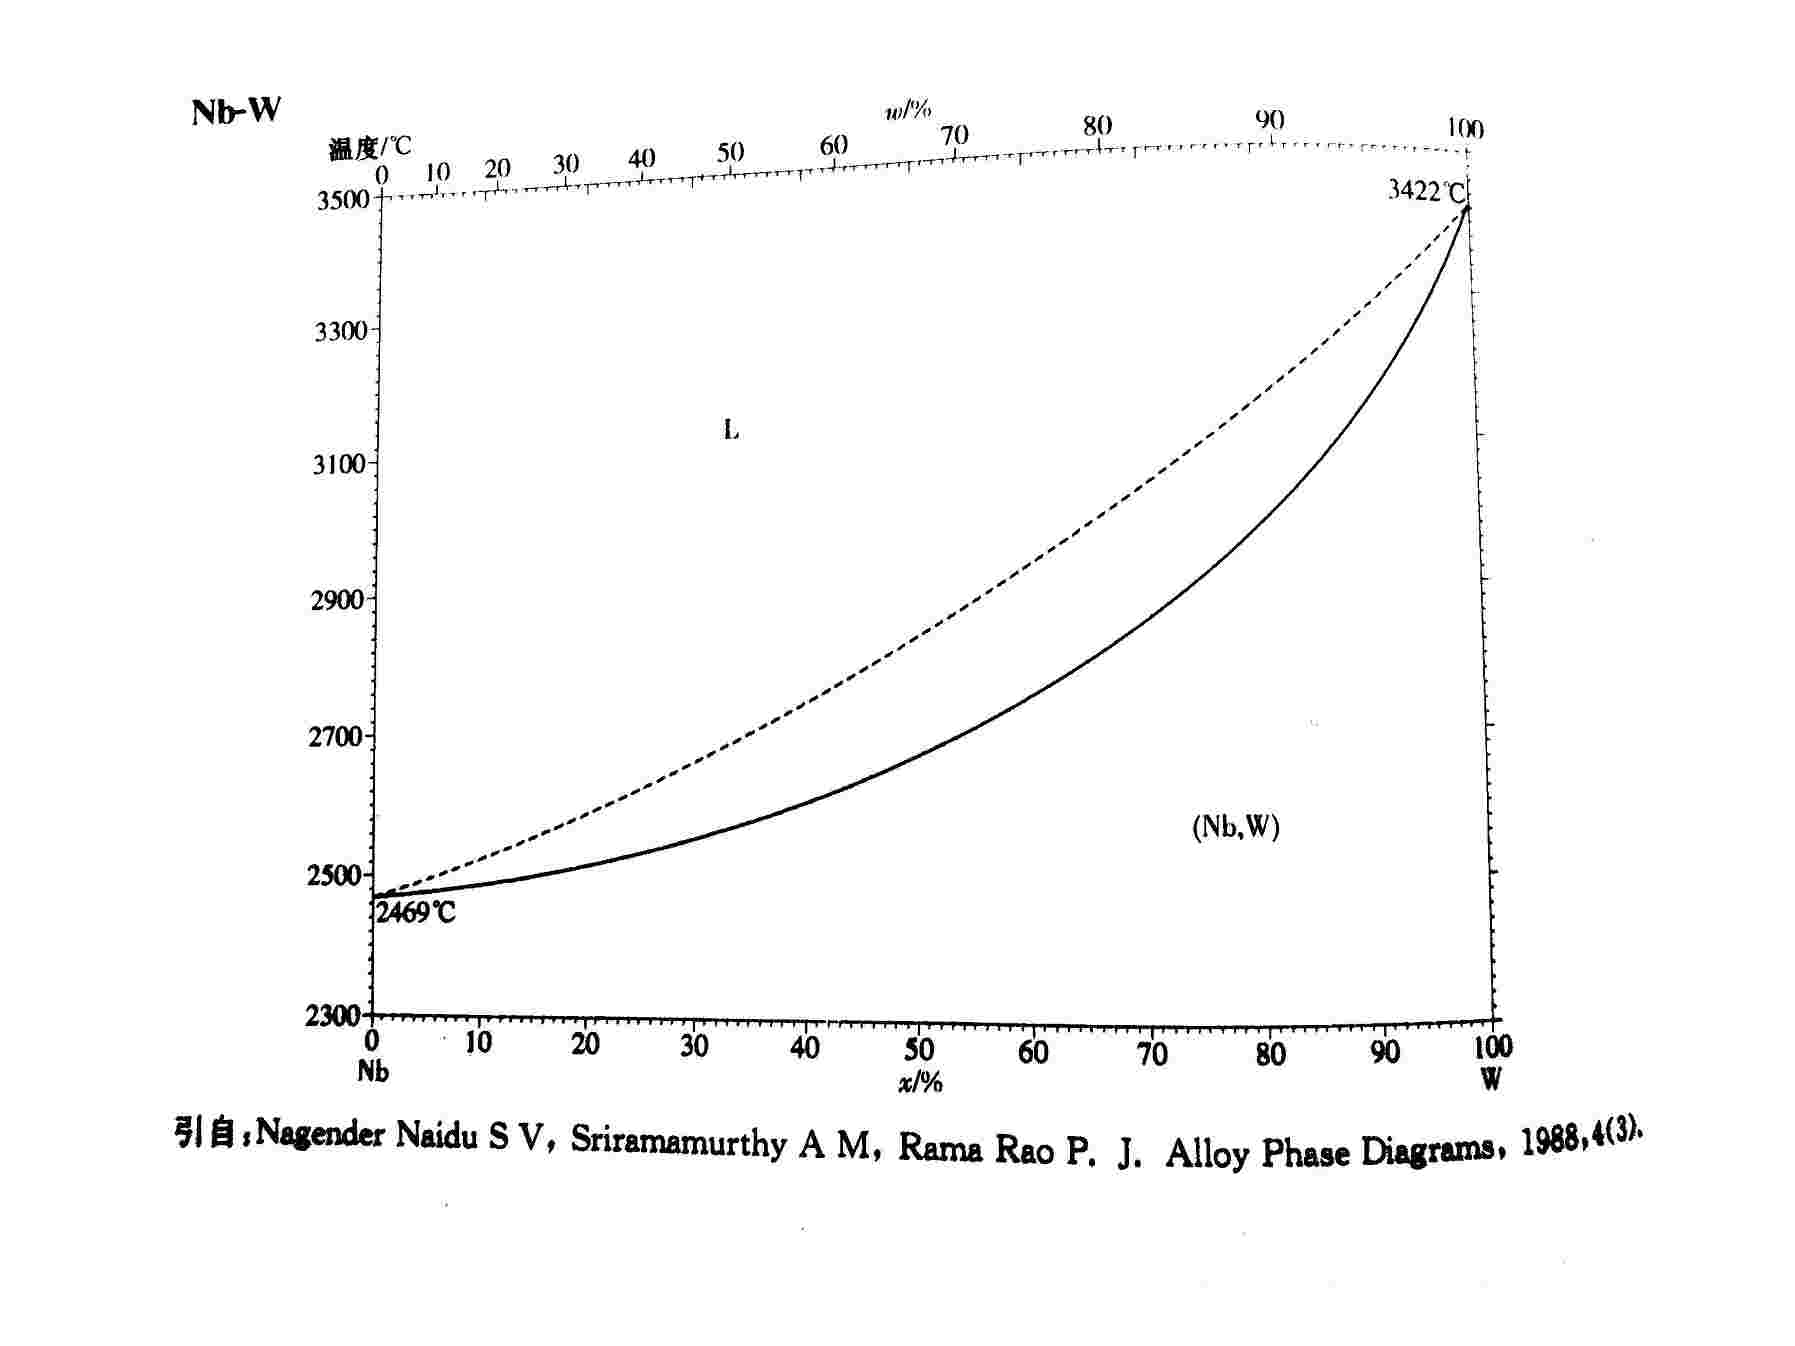 Nb-W
w/%
温度/℃
0 10 20 30 40 50 60 70 80 90 100
3500
3422℃
3300
L
3100
2900
2700
(Nb,W)
2500
2469℃
2300
0 10 20 30 40 50 60 70 80 90 100
Nb x/% W
引自:Nagender Naidu S V, Sriramamurthy A M, Rama Rao P. J. Alloy Phase Diagrams, 1988,4(3).